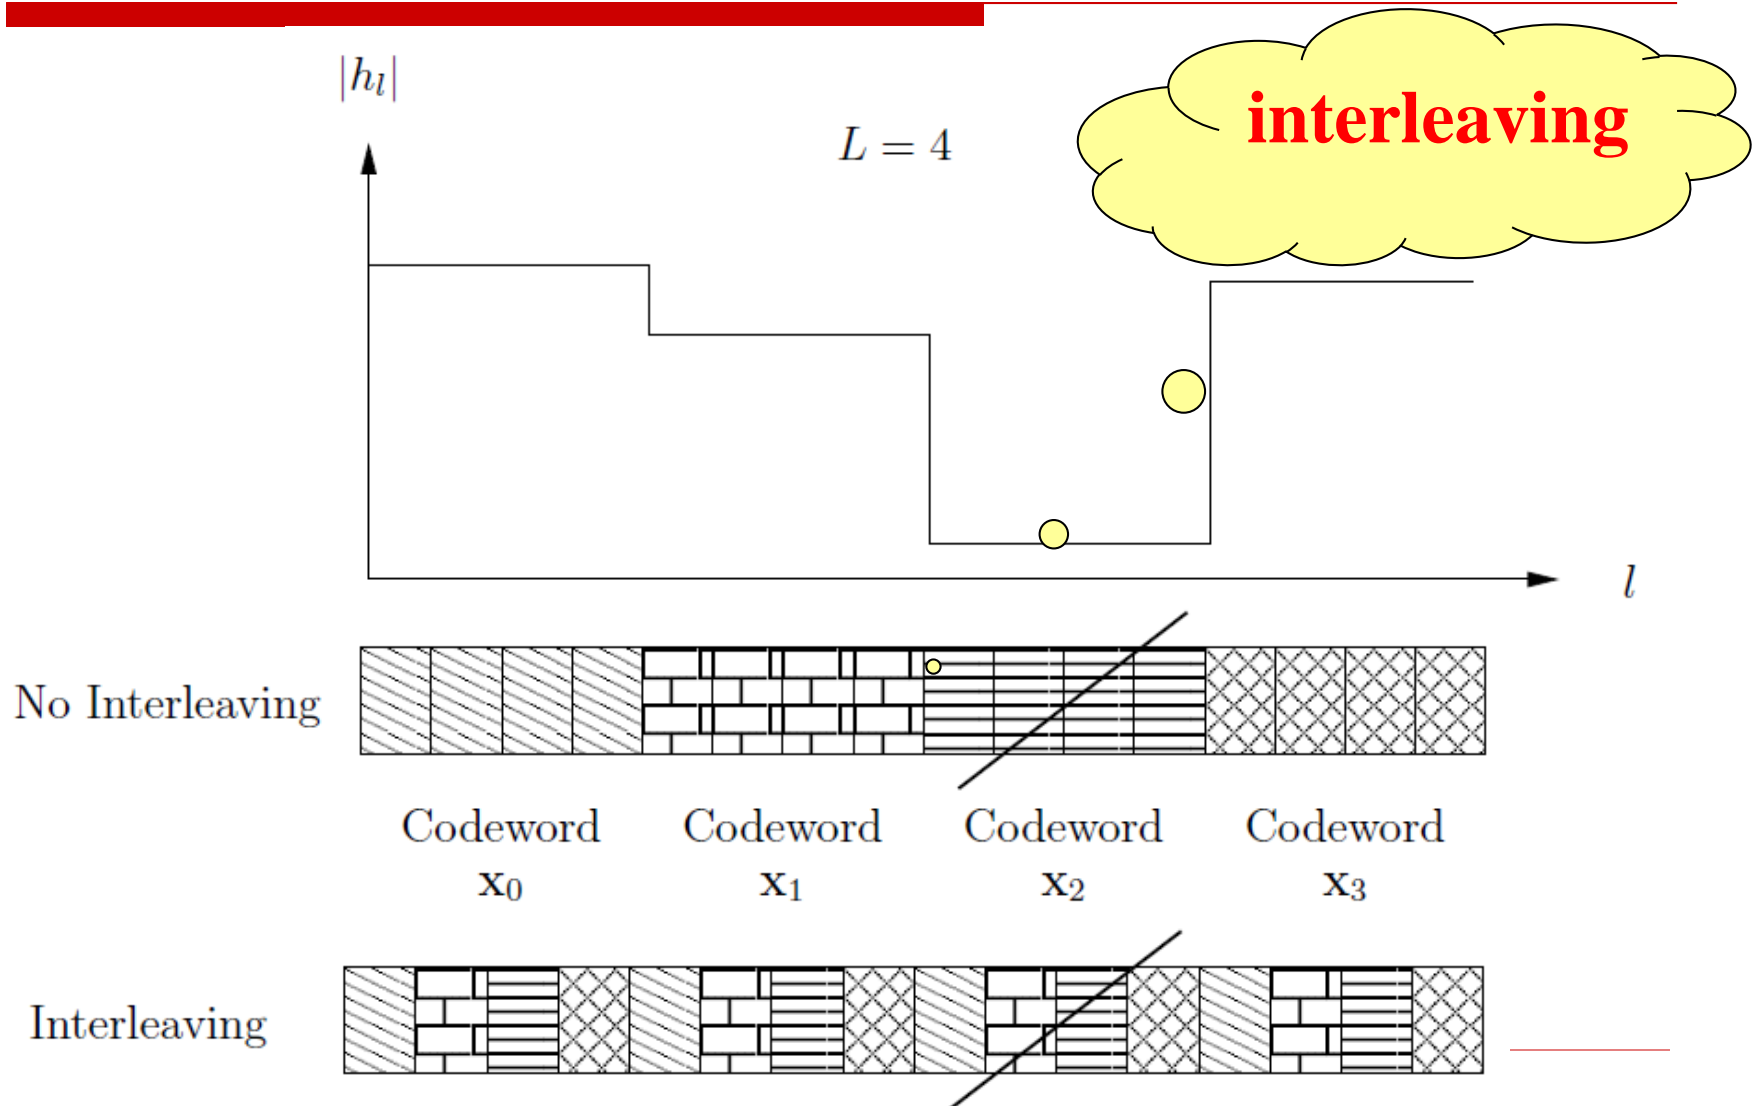 |h_l|
interleaving
L = 4
l
No Interleaving
Codeword Codeword Codeword Codeword
x₀ x₁ x₂ x₃
Interleaving